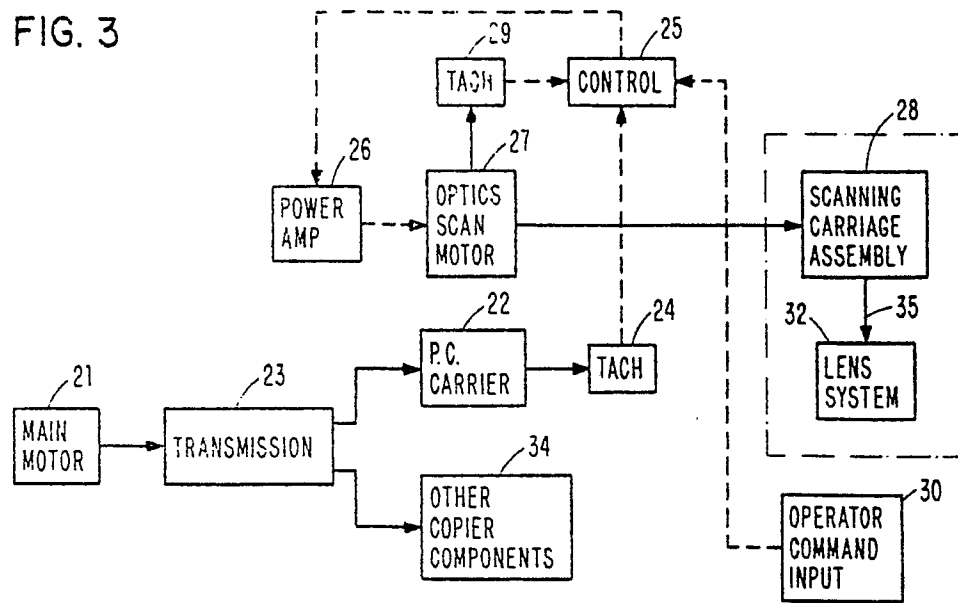 FIG. 3
29
25
TACH
CONTROL
28
26
27
POWER
AMP
OPTICS
SCAN
MOTOR
SCANNING
CARRIAGE
ASSEMBLY
22
24
32
35
P.C.
CARRIER
TACH
LENS
SYSTEM
21
23
MAIN
MOTOR
TRANSMISSION
34
OTHER
COPIER
COMPONENTS
30
OPERATOR
COMMAND
INPUT